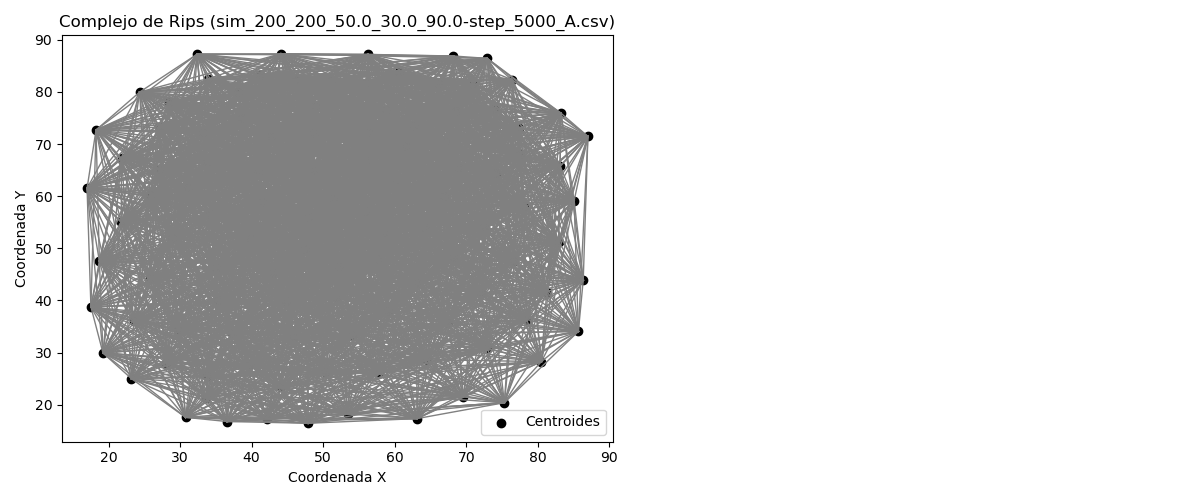 Complejo de Rips (sim_200_200_50.0_30.0_90.0-step_5000_A.csv)
90
80
70
60
50
40
30
20
Coordenada Y
20 30 40 50 60 70 80 90
Coordenada X
Centroides